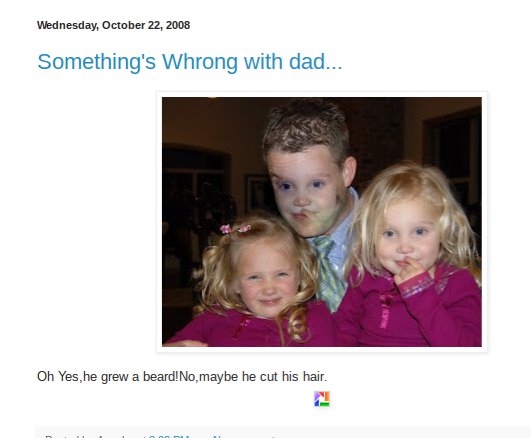 Wednesday, October 22, 2008
Something's Whrong with dad...
Oh Yes,he grew a beard!No,maybe he cut his hair.